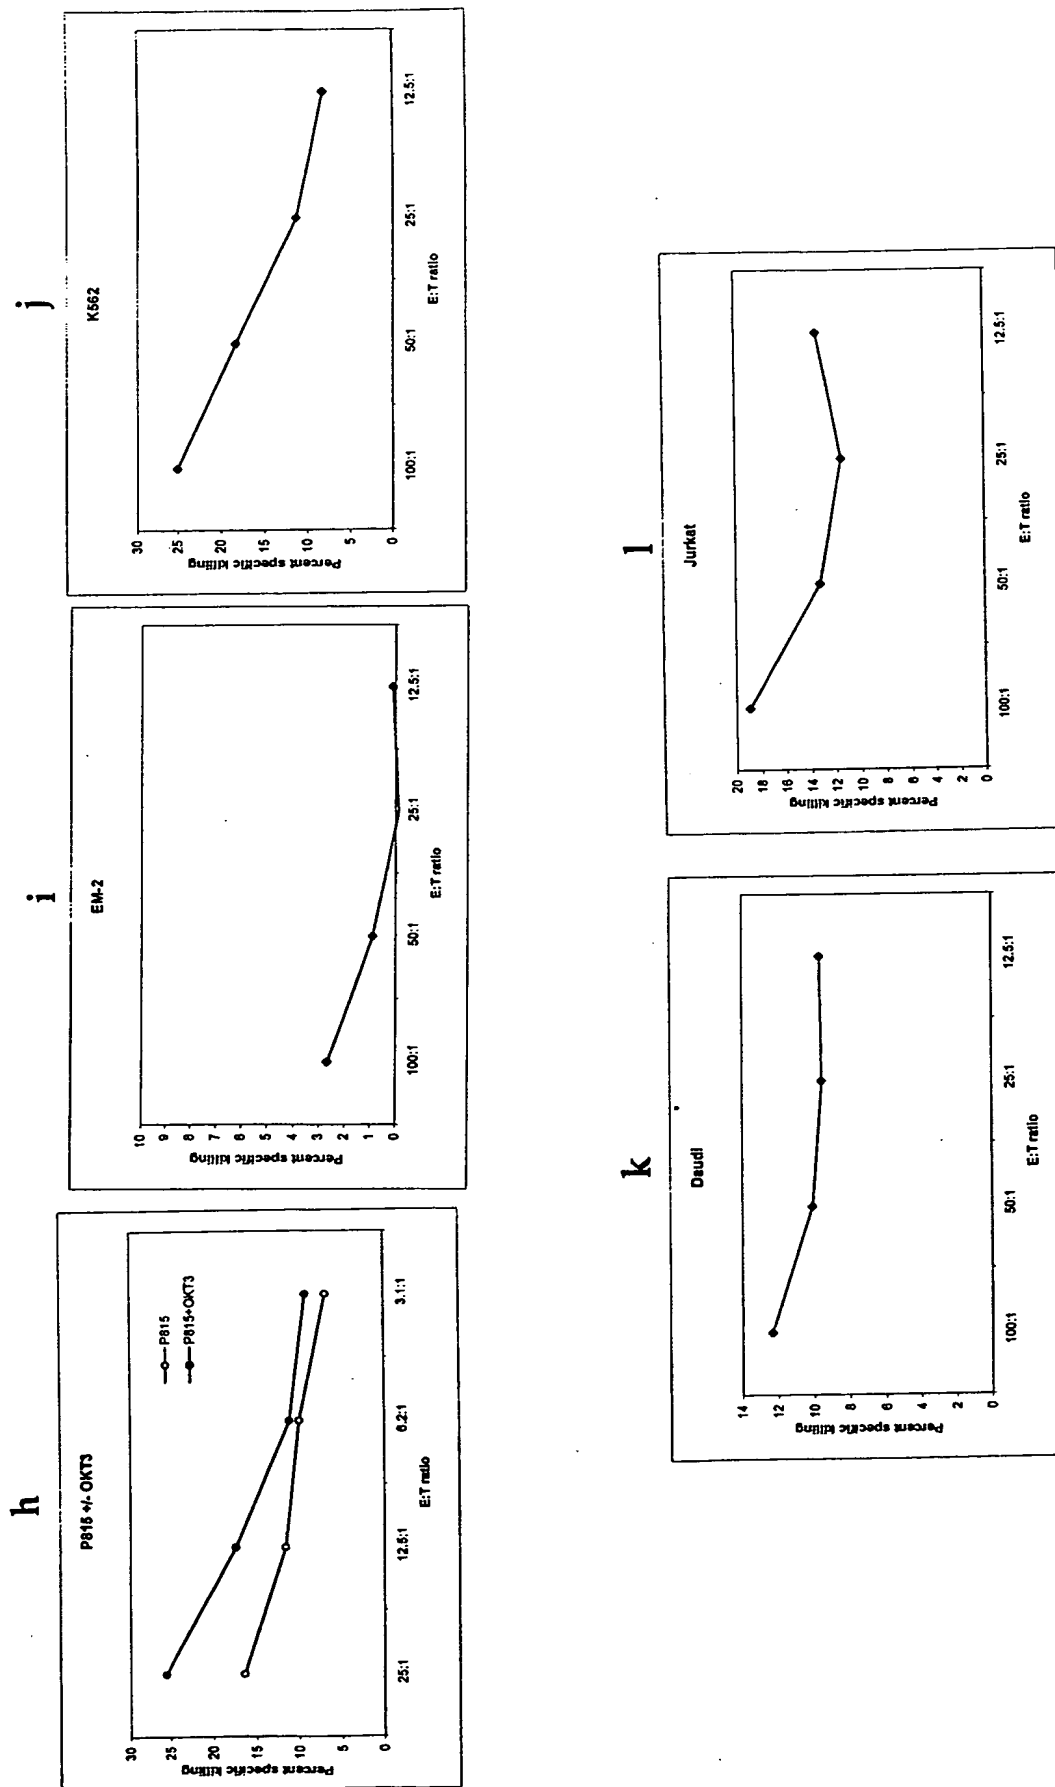 h
P815 +/- OKT3
Percent specific killing
30
25
20
15
10
5
0
P815
P815+OKT3
25:1
12.5:1
6.2:1
3.1:1
E:T ratio
i
EM-2
Percent specific killing
10
9
8
7
6
5
4
3
2
1
0
100:1
50:1
25:1
12.5:1
E:T ratio
j
K562
Percent specific killing
30
25
20
15
10
5
0
100:1
50:1
25:1
12.5:1
E:T ratio
k
Daudi
Percent specific killing
14
12
10
8
6
4
2
0
100:1
50:1
25:1
12.5:1
E:T ratio
l
Jurkat
Percent specific killing
20
18
16
14
12
10
8
6
4
2
0
100:1
50:1
25:1
12.5:1
E:T ratio